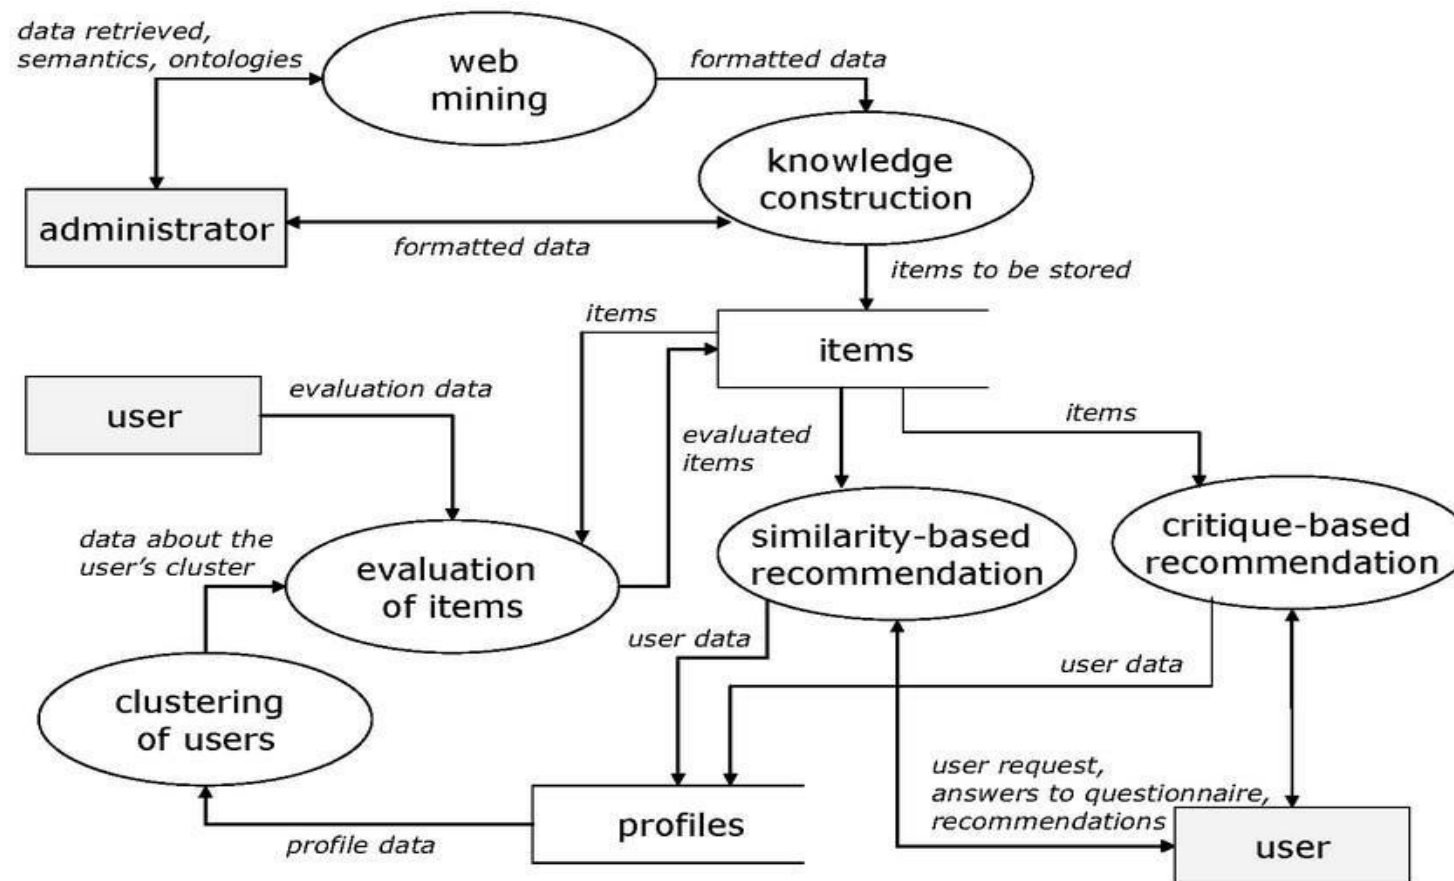 data retrieved,
semantics, ontologies
web
mining
formatted data
knowledge
construction
administrator
formatted data
items to be stored
items
items
user
evaluation data
evaluated
items
items
similarity-based
recommendation
critique-based
recommendation
data about the
user's cluster
evaluation
of items
user data
user data
clustering
of users
user request,
answers to questionnaire,
recommendations
profiles
profile data
user